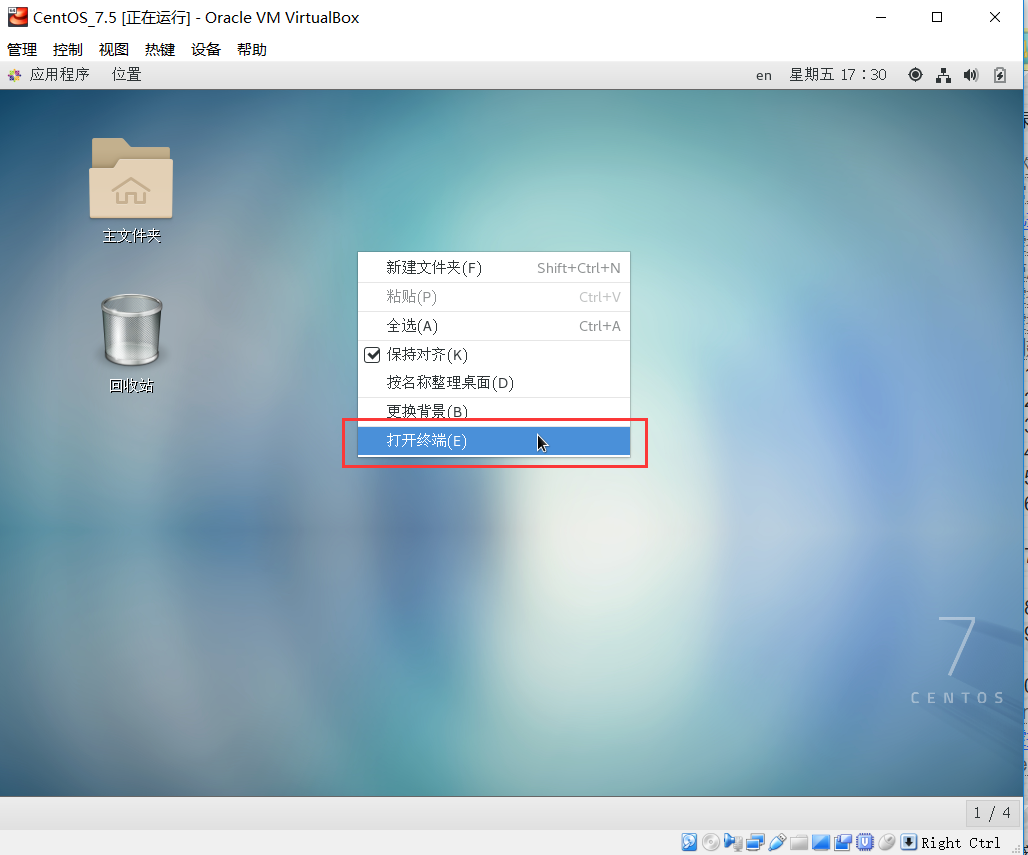 CentOS_7.5 [正在运行] - Oracle VM VirtualBox
管理 控制 视图 热键 设备 帮助
应用程序 位置 en 星期五 17：30
主文件夹
回收站
新建文件夹(F) Shift+Ctrl+N
粘贴(P) Ctrl+V
全选(A) Ctrl+A
保持对齐(K)
按名称整理桌面(D)
更换背景(B)
打开终端(E)
7
CENTOS
1 / 4
Right Ctrl